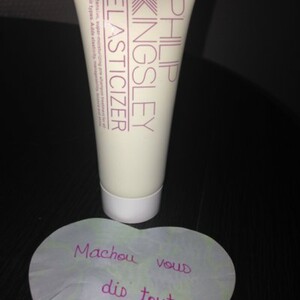 PHILIP
KINGSLEY
ELASTICIZER
Machou vous
dis tout